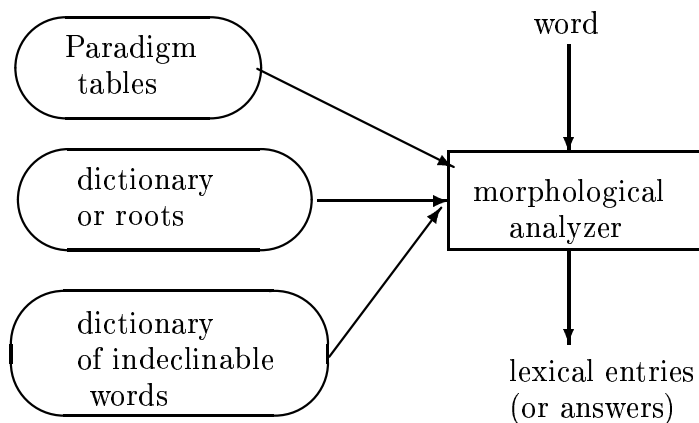 word
Paradigm
tables
dictionary
or roots
morphological
analyzer
dictionary
of indeclinable
words
lexical entries
(or answers)